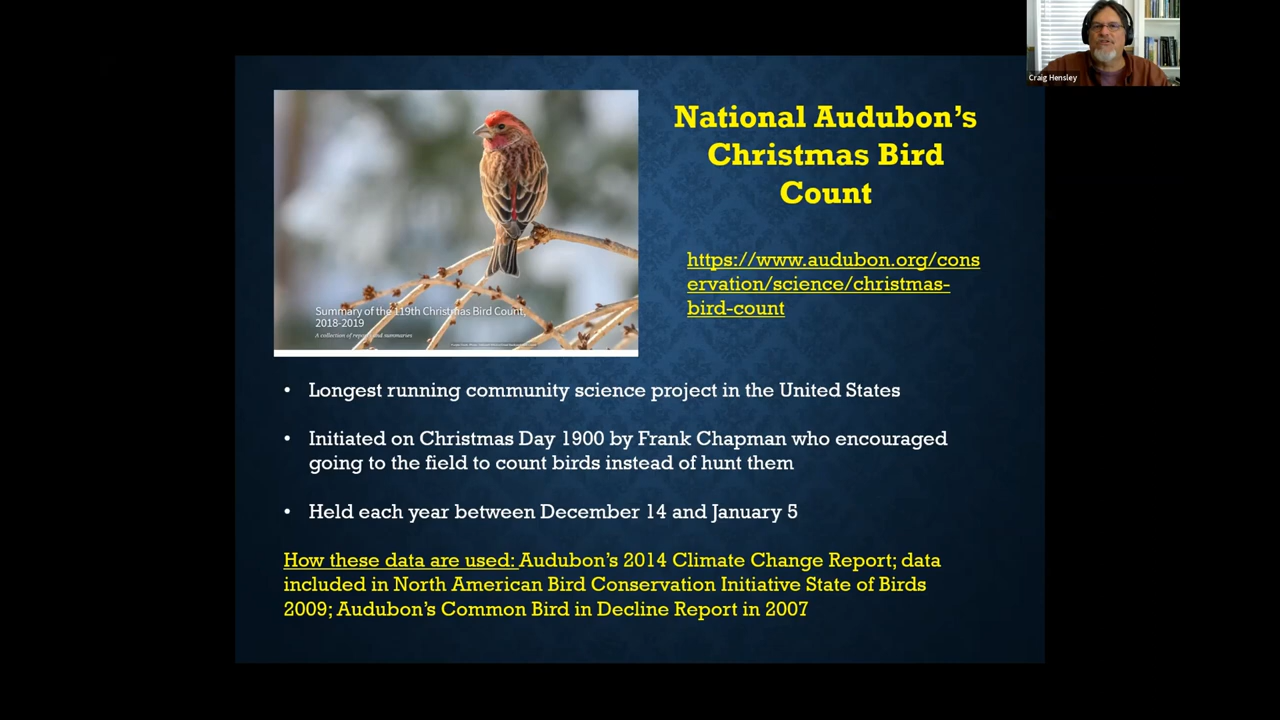 Craig Hensley
National Audubon's
Christmas Bird
Count
https://www.audubon.org/cons
ervation/science/christmas-
bird-count
Summary of the 119th Christmas Bird Count,
2018-2019
A collection of reports and summaries
• Longest running community science project in the United States
• Initiated on Christmas Day 1900 by Frank Chapman who encouraged
going to the field to count birds instead of hunt them
• Held each year between December 14 and January 5
How these data are used: Audubon's 2014 Climate Change Report; data
included in North American Bird Conservation Initiative State of Birds
2009; Audubon's Common Bird in Decline Report in 2007